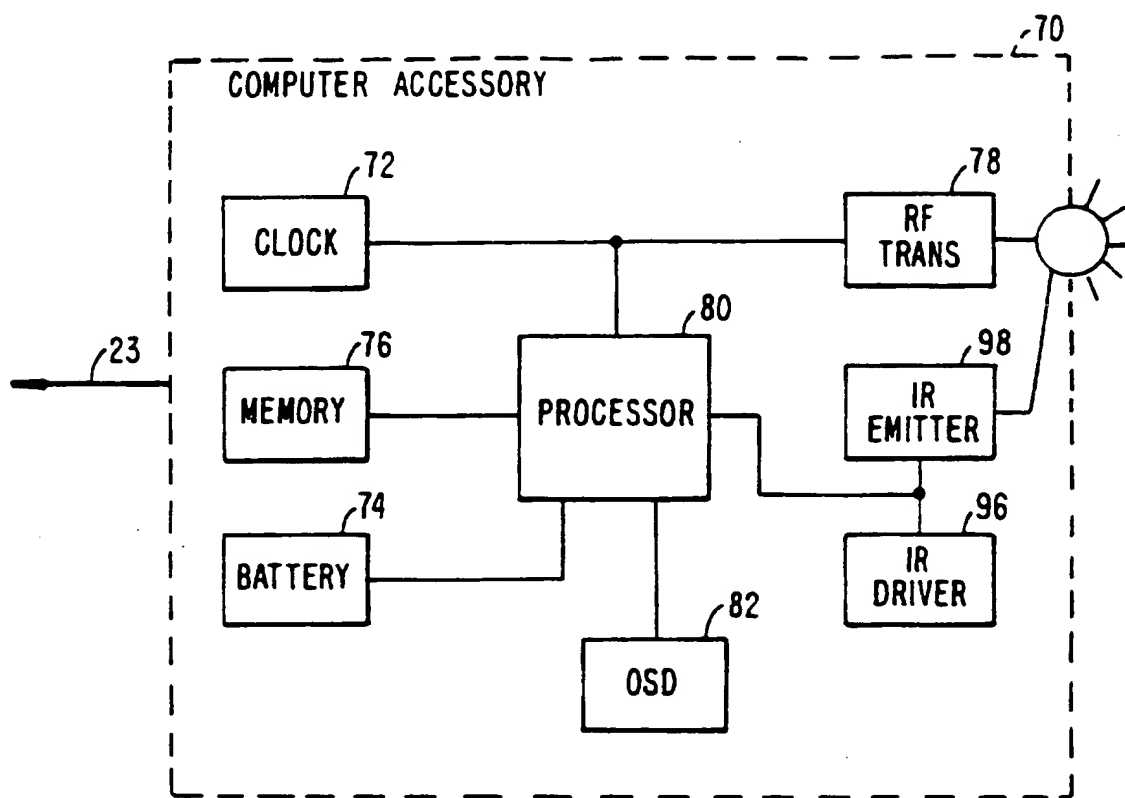 70
COMPUTER ACCESSORY
72
78
CLOCK
RF
TRANS
80
23
76
98
MEMORY
PROCESSOR
IR
EMITTER
74
96
BATTERY
IR
DRIVER
82
OSD